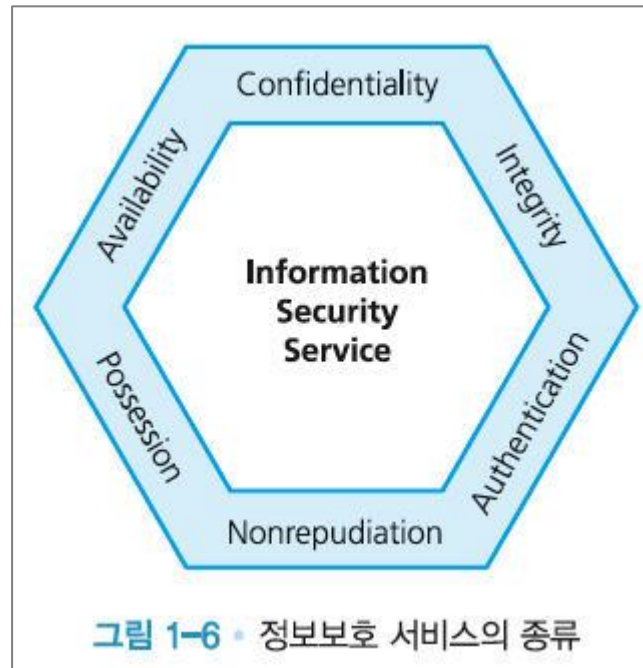 Confidentiality
Integrity
Authentication
Nonrepudiation
Possession
Availability
Information
Security
Service
그림 1-6 • 정보보호 서비스의 종류